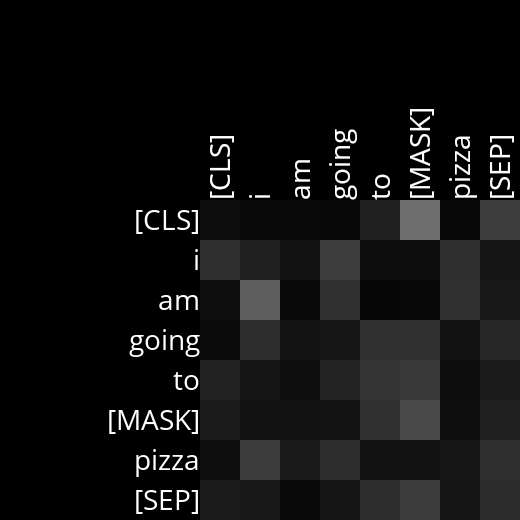 [CLS] i am going to [MASK] pizza [SEP]
[CLS]
i
am
going
to
[MASK]
pizza
[SEP]